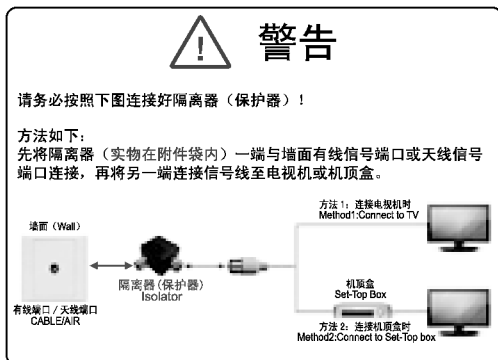 警告
请务必按照下图连接好隔离器（保护器）！
方法如下：
先将隔离器（实物在附件袋内）一端与墙面有线信号端口或天线信号
端口连接，再将另一端连接信号线至电视机或机顶盒。
墙面（Wall）
有线端口 / 天线端口
CABLE/AIR
隔离器（保护器）
Isolator
方法 1：连接电视机时
Method1:Connect to TV
机顶盒
Set-Top Box
方法 2：连接机顶盒时
Method2:Connect to Set-Top box